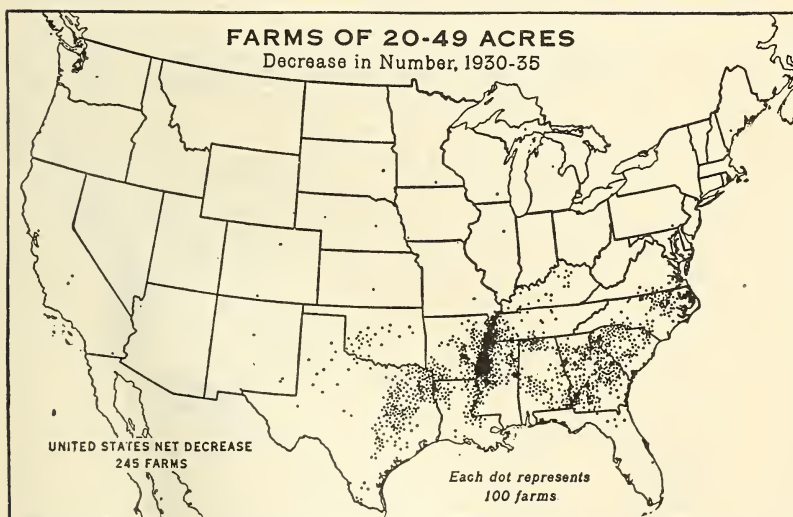 FARMS OF 20-49 ACRES
Decrease in Number, 1930-35
UNITED STATES NET DECREASE
245 FARMS
Each dot represents
100 farms